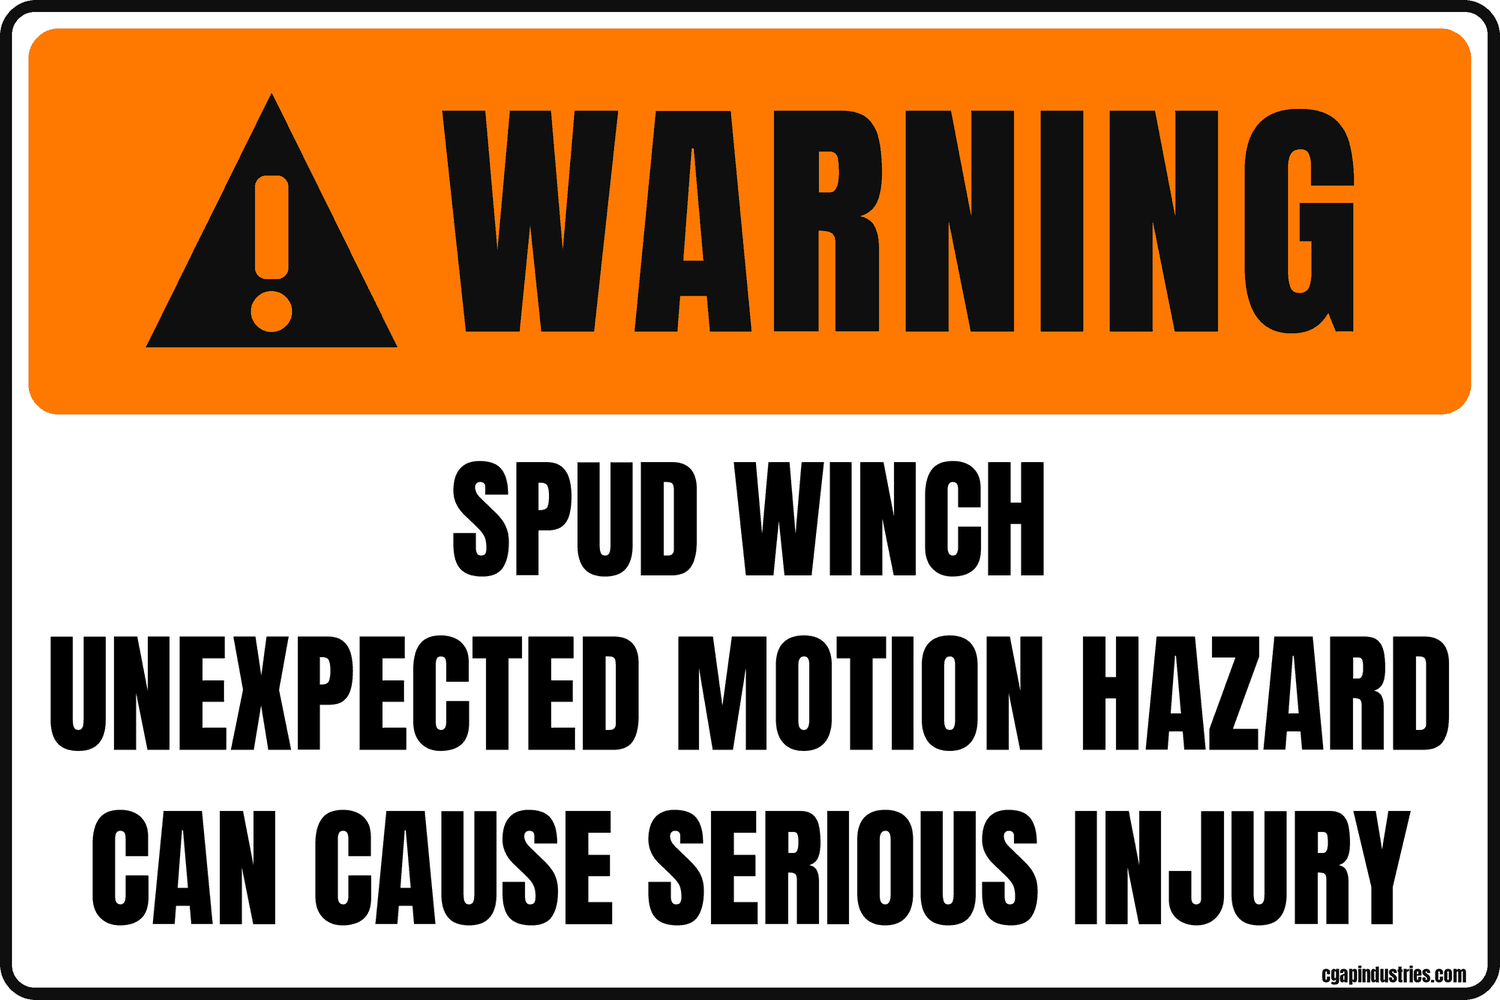 WARNING
SPUD WINCH
UNEXPECTED MOTION HAZARD
CAN CAUSE SERIOUS INJURY
cgapindustries.com